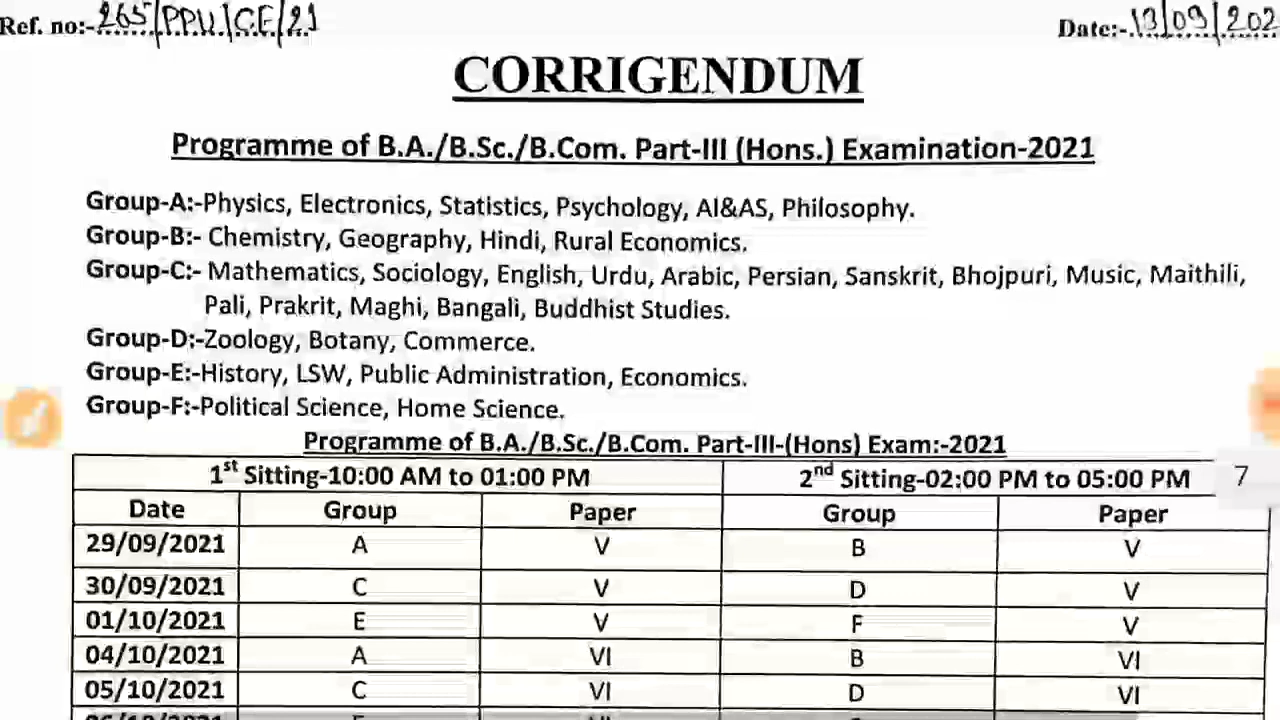 Ref. no:-265/PPU/CE/21 Date:-13/09/202
CORRIGENDUM
Programme of B.A./B.Sc./B.Com. Part-III (Hons.) Examination-2021
Group-A:-Physics, Electronics, Statistics, Psychology, AI&AS, Philosophy.
Group-B:- Chemistry, Geography, Hindi, Rural Economics.
Group-C:- Mathematics, Sociology, English, Urdu, Arabic, Persian, Sanskrit, Bhojpuri, Music, Maithili,
Pali, Prakrit, Maghi, Bangali, Buddhist Studies.
Group-D:-Zoology, Botany, Commerce.
Group-E:-History, LSW, Public Administration, Economics.
Group-F:-Political Science, Home Science.
Programme of B.A./B.Sc./B.Com. Part-III-(Hons) Exam:-2021
1st Sitting-10:00 AM to 01:00 PM 2nd Sitting-02:00 PM to 05:00 PM 7
Date Group Paper Group Paper
29/09/2021 A V B V
30/09/2021 C V D V
01/10/2021 E V F V
04/10/2021 A VI B VI
05/10/2021 C VI D VI